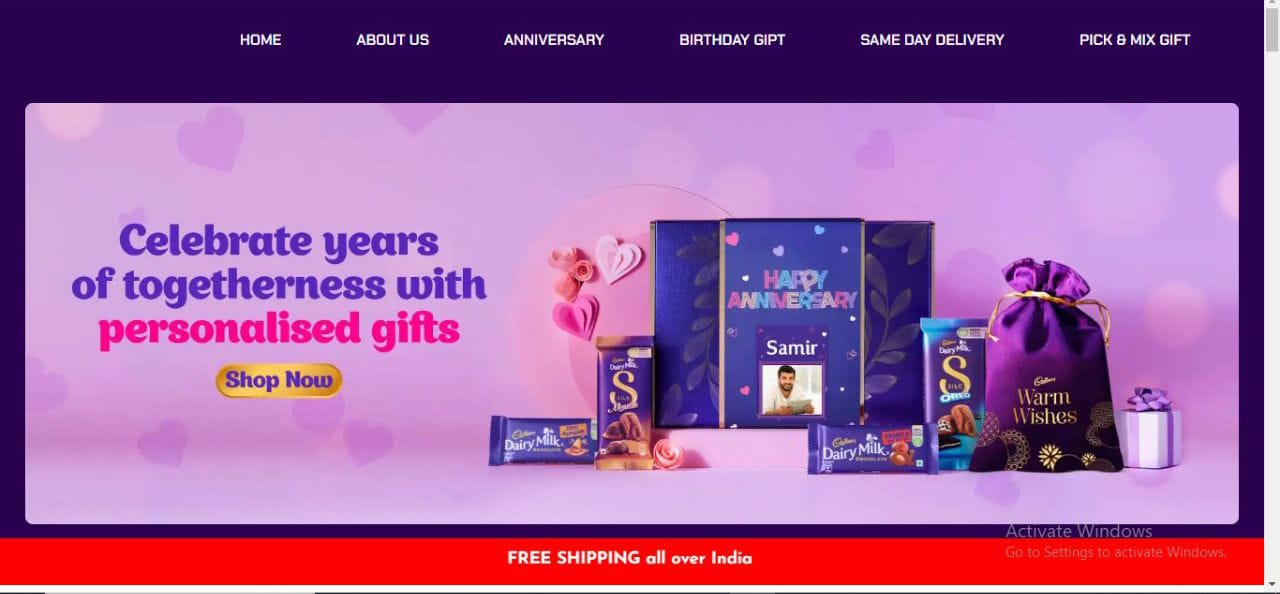 HOME ABOUT US ANNIVERSARY BIRTHDAY GIPT SAME DAY DELIVERY PICK & MIX GIFT
Celebrate years
of togetherness with
personalised gifts
Shop Now
HAPPY
ANNIVERSARY
Samir
Cadbury
Dairy Milk
S
SILK
Cadbury
Dairy Milk
CHOCOLATE
Cadbury
Dairy Milk
CHOCOLATE
Dairy Milk
S
SILK
OREO
Cadbury
Warm
Wishes
Activate Windows
Go to Settings to activate Windows.
FREE SHIPPING all over India